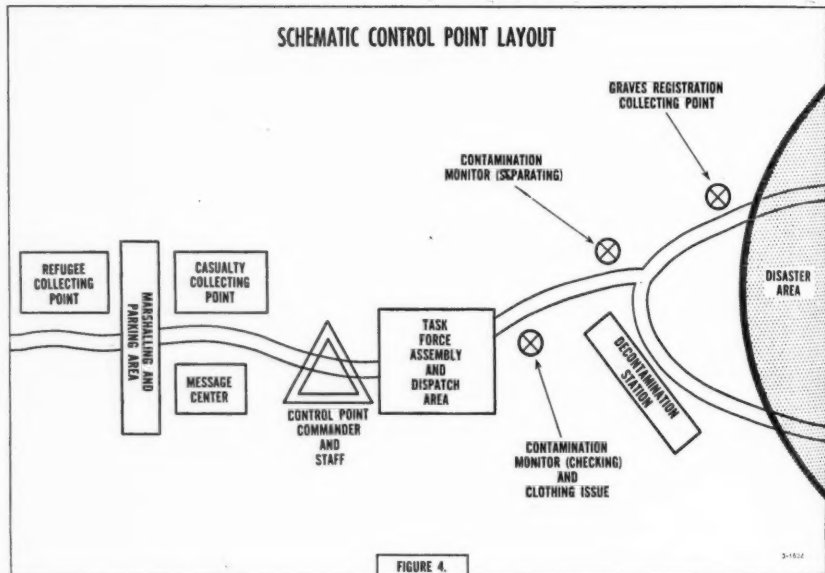 SCHEMATIC CONTROL POINT LAYOUT
GRAVES REGISTRATION
COLLECTING POINT
CONTAMINATION
MONITOR (SEPARATING)
REFUGEE
COLLECTING
POINT
MARSHALLING AND
PARKING AREA
CASUALTY
COLLECTING
POINT
MESSAGE
CENTER
CONTROL POINT
COMMANDER
AND
STAFF
TASK
FORCE
ASSEMBLY
AND
DISPATCH
AREA
DISASTER
AREA
DECONTAMINATION
STATION
CONTAMINATION
MONITOR (CHECKING)
AND
CLOTHING ISSUE
FIGURE 4.